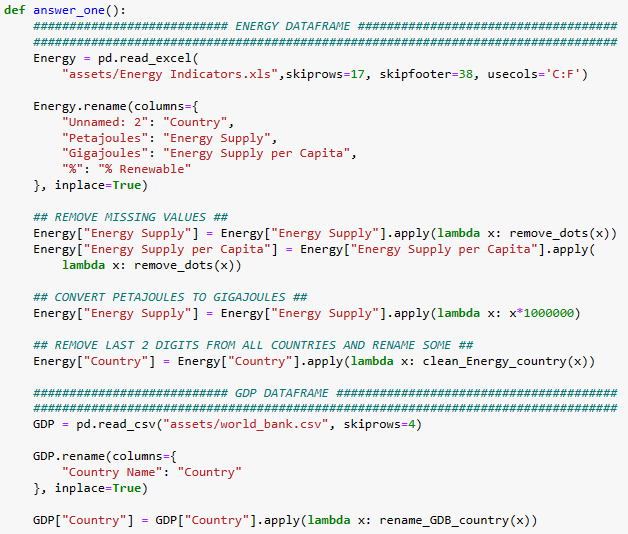 def answer_one():
    ########################### ENERGY DATAFRAME ####################################
    #################################################################################
    Energy = pd.read_excel(
        "assets/Energy Indicators.xls",skiprows=17, skipfooter=38, usecols='C:F')

    Energy.rename(columns={
        "Unnamed: 2": "Country",
        "Petajoules": "Energy Supply",
        "Gigajoules": "Energy Supply per Capita",
        "%": "% Renewable"
    }, inplace=True)

    ## REMOVE MISSING VALUES ##
    Energy["Energy Supply"] = Energy["Energy Supply"].apply(lambda x: remove_dots(x))
    Energy["Energy Supply per Capita"] = Energy["Energy Supply per Capita"].apply(
        lambda x: remove_dots(x))

    ## CONVERT PETAJOULES TO GIGAJOULES ##
    Energy["Energy Supply"] = Energy["Energy Supply"].apply(lambda x: x*1000000)

    ## REMOVE LAST 2 DIGITS FROM ALL COUNTRIES AND RENAME SOME ##
    Energy["Country"] = Energy["Country"].apply(lambda x: clean_Energy_country(x))

    ########################### GDP DATAFRAME #######################################
    #################################################################################
    GDP = pd.read_csv("assets/world_bank.csv", skiprows=4)

    GDP.rename(columns={
        "Country Name": "Country"
    }, inplace=True)

    GDP["Country"] = GDP["Country"].apply(lambda x: rename_GDB_country(x))